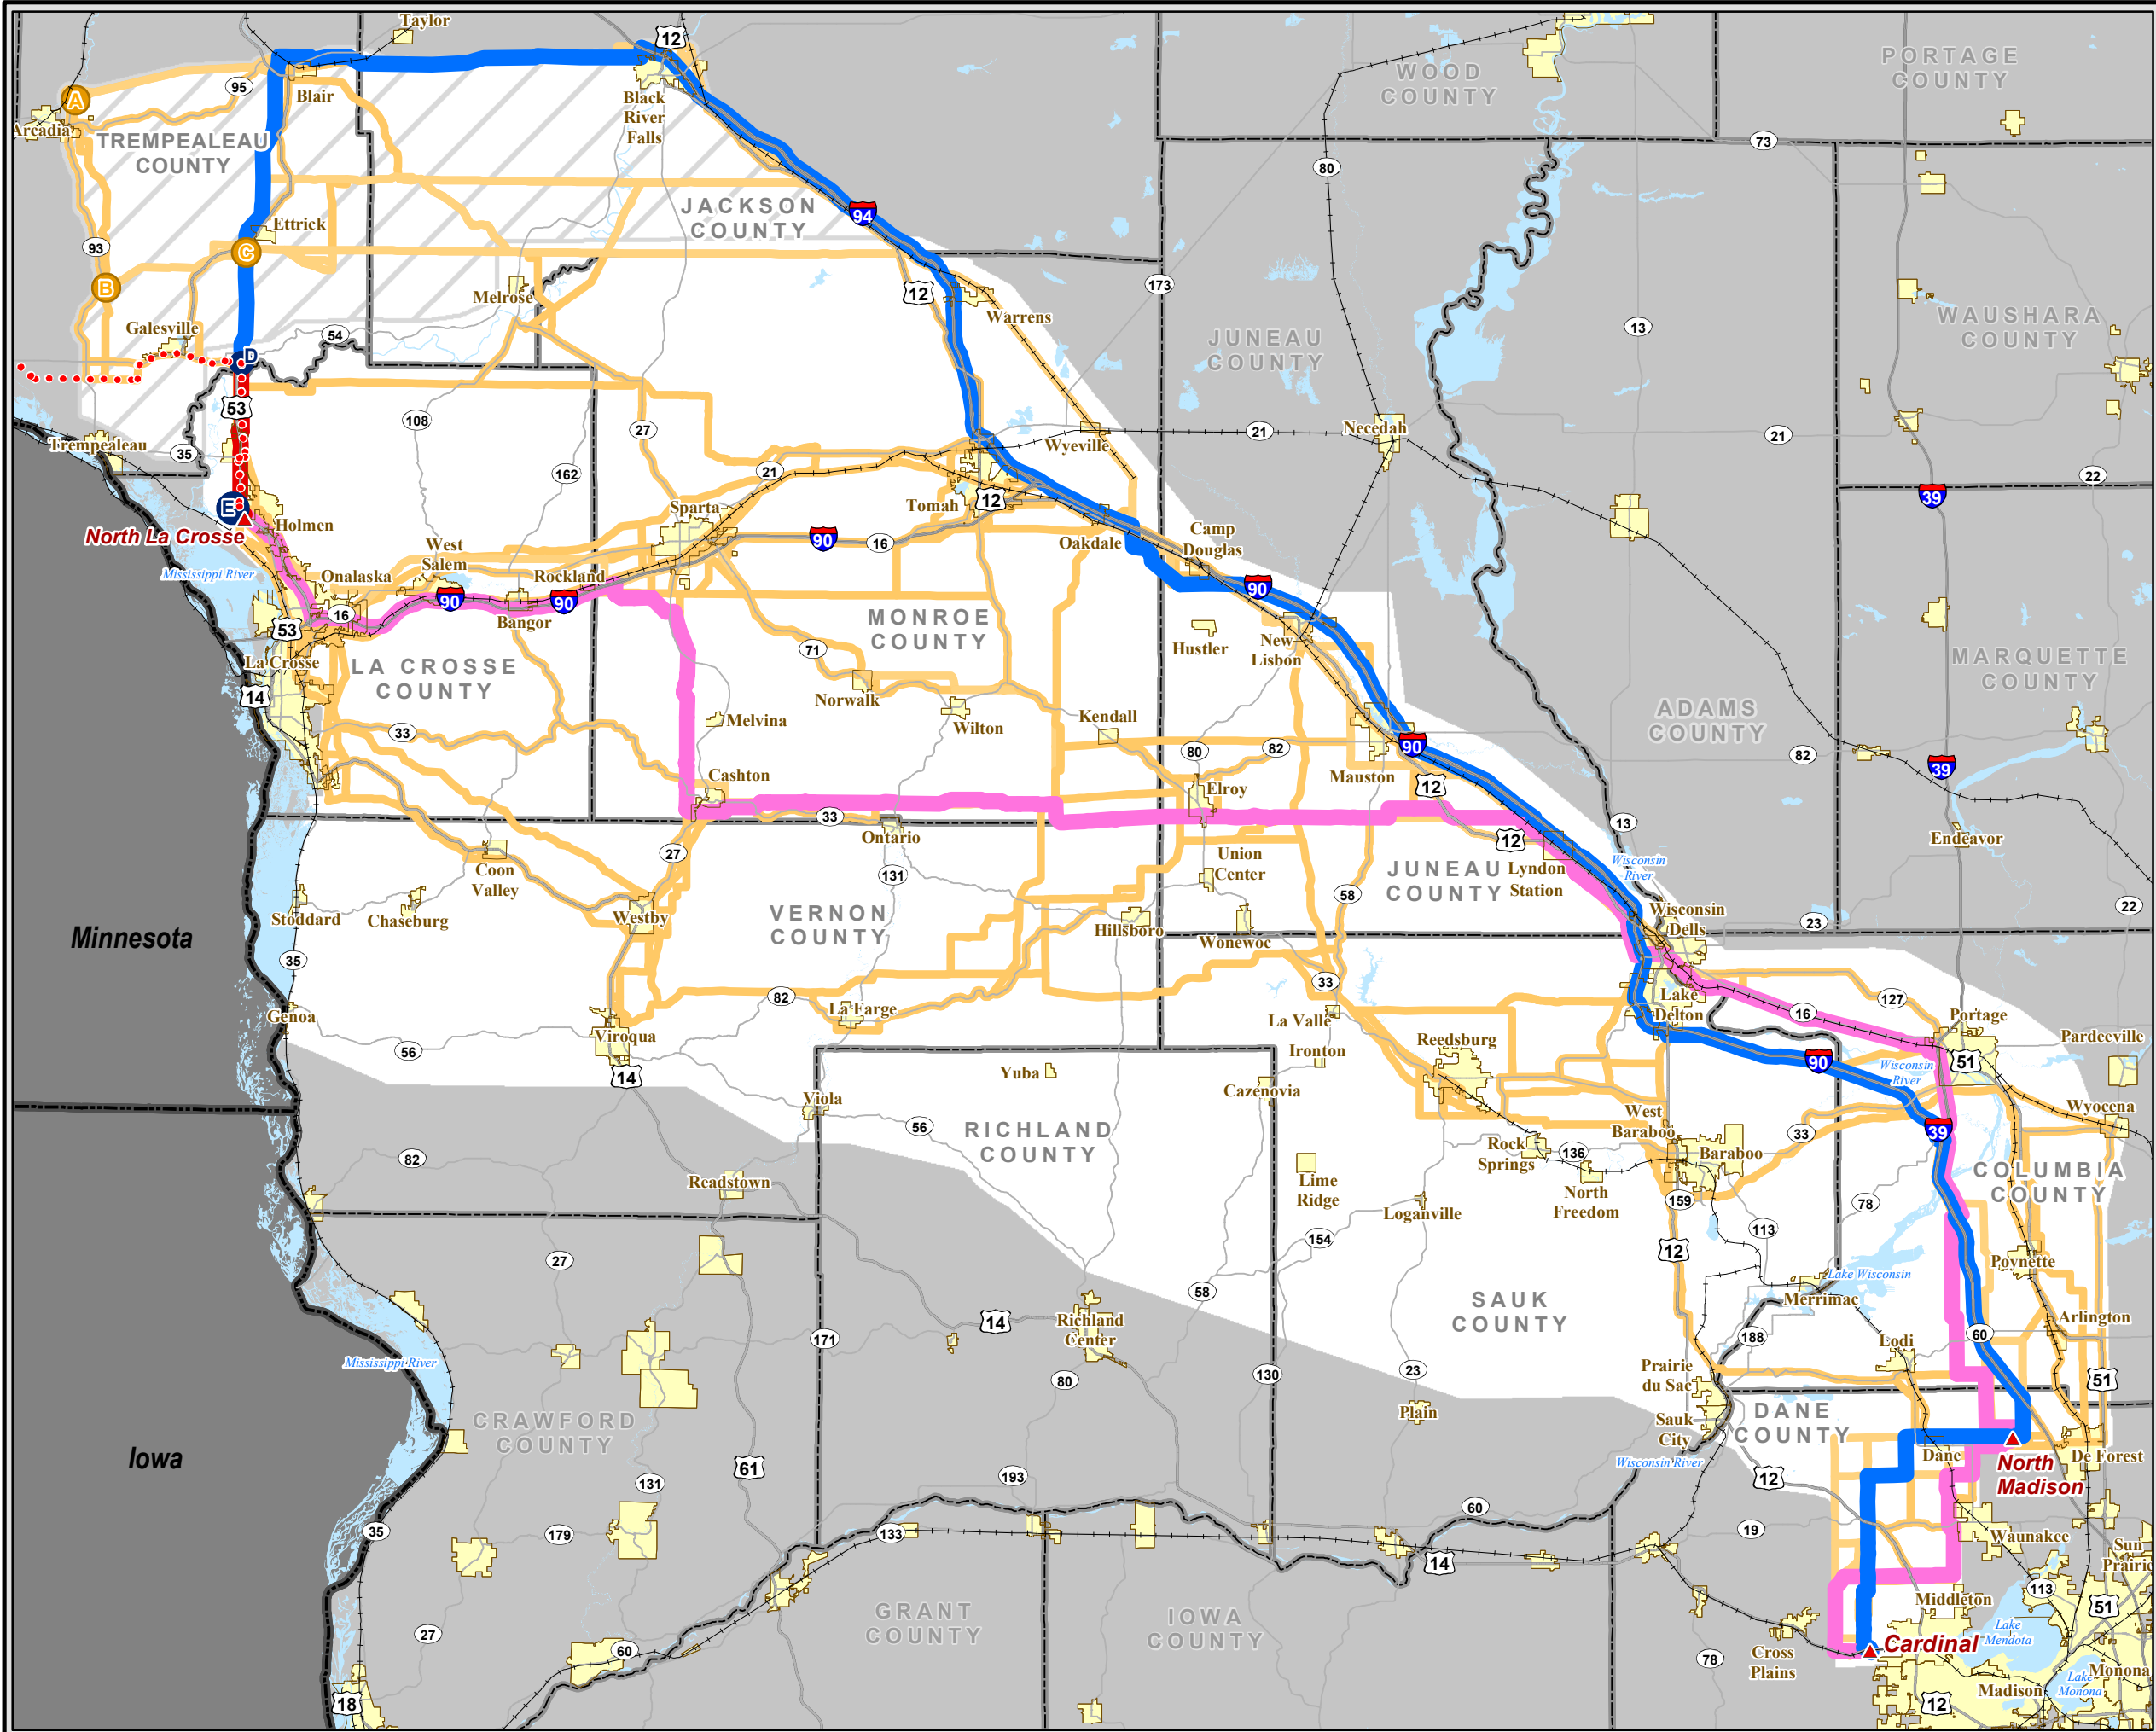 Taylor
12
PORTAGE
COUNTY
WOOD
COUNTY
95
Blair
Black
River
Falls
A
Arcadia
TREMPEALEAU
COUNTY
73
80
JACKSON
COUNTY
94
Ettrick
93
C
B
12
Melrose
173
Warrens
Galesville
54
D
13
JUNEAU
COUNTY
WAUSHARA
COUNTY
53
108
27
Trempealeau
35
162
21
Wyeville
21
Necedah
21
22
39
E
Holmen
North La Crosse
Tomah
12
Sparta
90
16
Oakdale
Camp
Douglas
West
Salem
Mississippi River
Onalaska
Rockland
90
90
Bangor
16
53
La Crosse
14
LA CROSSE
COUNTY
MONROE
COUNTY
90
Hustler
New
Lisbon
71
Norwalk
Wilton
Melvina
MARQUETTE
COUNTY
ADAMS
COUNTY
33
Kendall
80
82
90
Mauston
82
39
Cashton
Elroy
12
33
Ontario
13
Endeavor
27
Coon
Valley
131
Union
Center
JUNEAU
COUNTY
12
Lyndon
Station
Wisconsin
River
58
22
Minnesota
Stoddard
Chaseburg
Westby
VERNON
COUNTY
Hillsboro
Wonewoc
Wisconsin
Dells
23
35
33
82
La Farge
La Valle
Lake
Delton
127
16
Portage
Genoa
Viroqua
56
14
Ironton
Reedsburg
90
51
Pardeeville
Yuba
Cazenovia
Wisconsin
River
Viola
56
RICHLAND
COUNTY
West
Baraboo
33
39
Wyocena
Rock
Springs
136
Baraboo
82
Readstown
Lime
Ridge
North
Freedom
159
78
COLUMBIA
COUNTY
Loganville
113
154
12
27
58
Lake Wisconsin
Poynette
Merrimac
SAUK
COUNTY
14
Richland
Center
171
188
60
Arlington
Lodi
Mississippi River
80
130
23
Prairie
du Sac
51
CRAWFORD
COUNTY
Plain
Sauk
City
DANE
COUNTY
Iowa
61
Wisconsin River
12
Dane
De Forest
North
Madison
131
193
60
35
179
133
14
19
Waunakee
Sun
Prairie
GRANT
COUNTY
IOWA
COUNTY
Middleton
113
51
27
60
Cross
Plains
78
Cardinal
Lake
Mendota
18
12
Madison
Lake
Monona
Monona